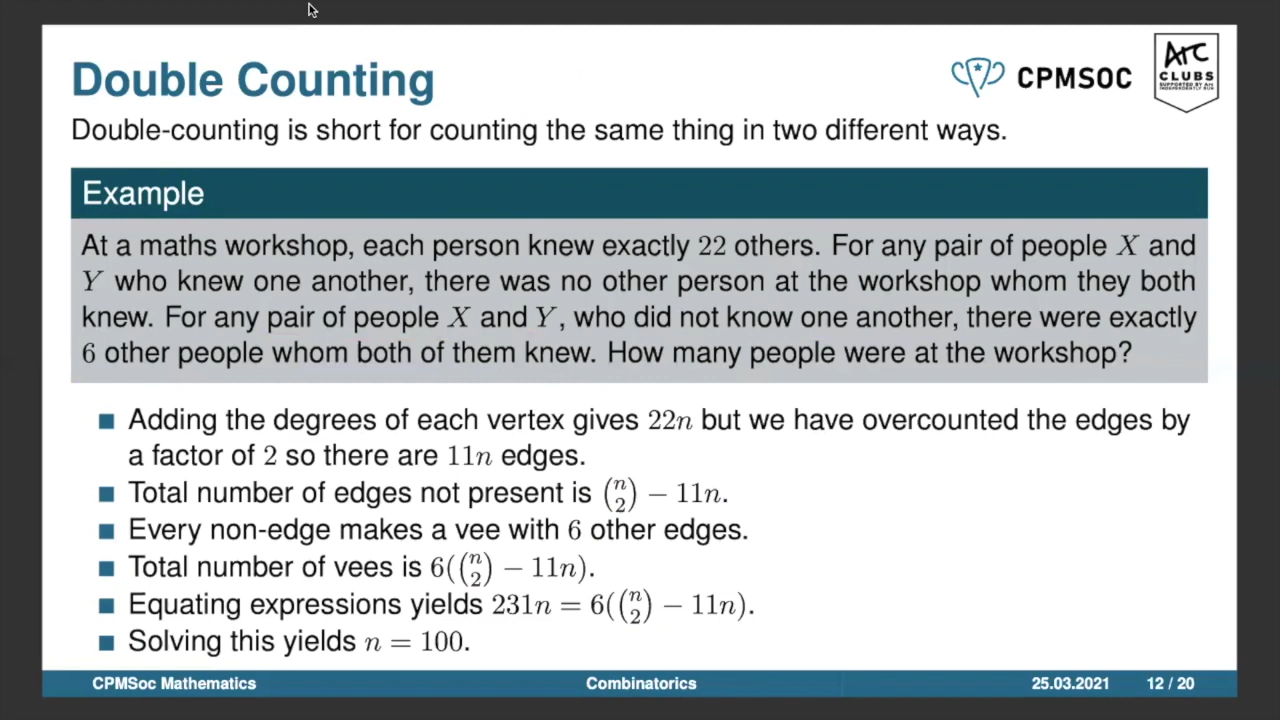 Double Counting
CPMSOC
ARC
CLUBS
SUPPORTED BY ARC
INDEPENDENTLY RUN
Double-counting is short for counting the same thing in two different ways.
Example
At a maths workshop, each person knew exactly 22 others. For any pair of people X and
Y who knew one another, there was no other person at the workshop whom they both
knew. For any pair of people X and Y, who did not know one another, there were exactly
6 other people whom both of them knew. How many people were at the workshop?
■ Adding the degrees of each vertex gives 22n but we have overcounted the edges by
a factor of 2 so there are 11n edges.
■ Total number of edges not present is (n 2) − 11n.
■ Every non-edge makes a vee with 6 other edges.
■ Total number of vees is 6((n 2) − 11n).
■ Equating expressions yields 231n = 6((n 2) − 11n).
■ Solving this yields n = 100.
CPMSoc Mathematics Combinatorics 25.03.2021 12 / 20